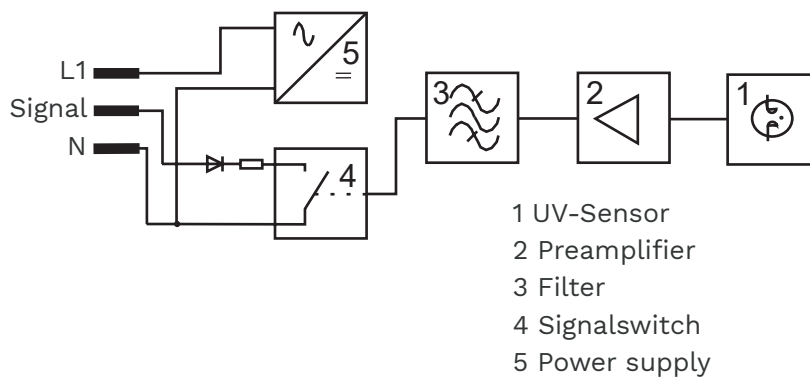 L1
Signal
N
5
4
3
2
1
1 UV-Sensor
2 Preamplifier
3 Filter
4 Signalswitch
5 Power supply